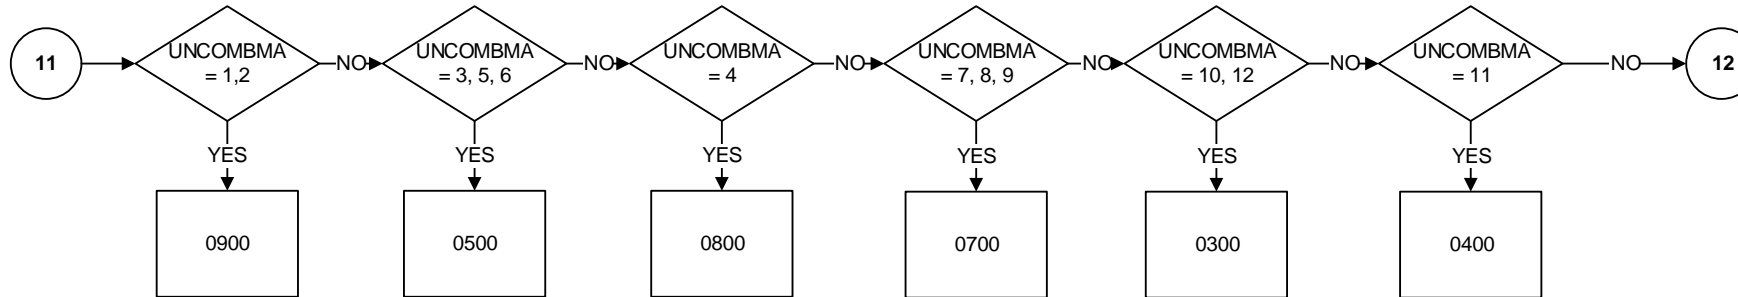 11
UNCOMBMA
= 1,2
NO
UNCOMBMA
= 3, 5, 6
NO
UNCOMBMA
= 4
NO
UNCOMBMA
= 7, 8, 9
NO
UNCOMBMA
= 10, 12
NO
UNCOMBMA
= 11
NO
12
YES
YES
YES
YES
YES
YES
0900
0500
0800
0700
0300
0400